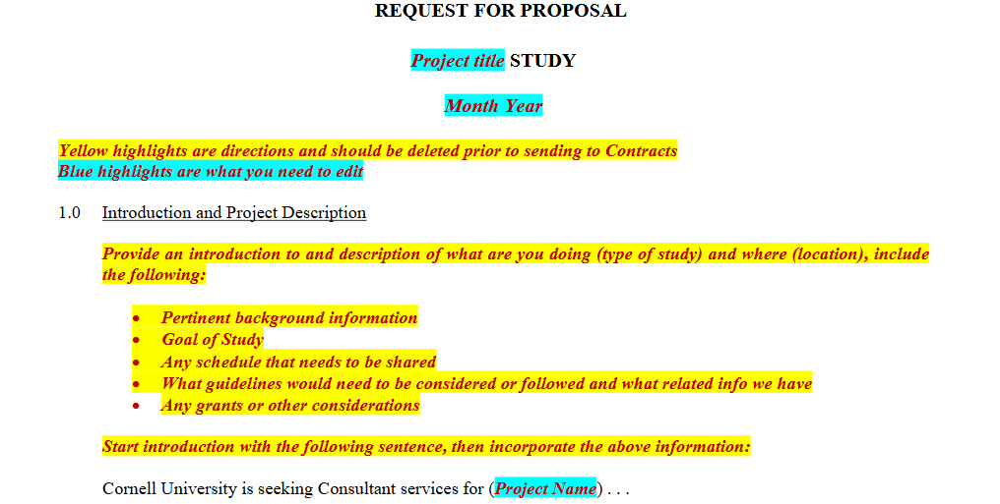 REQUEST FOR PROPOSAL
Project title STUDY
Month Year
Yellow highlights are directions and should be deleted prior to sending to Contracts
Blue highlights are what you need to edit
1.0 Introduction and Project Description
Provide an introduction to and description of what are you doing (type of study) and where (location), include
the following:
• Pertinent background information
• Goal of Study
• Any schedule that needs to be shared
• What guidelines would need to be considered or followed and what related info we have
• Any grants or other considerations
Start introduction with the following sentence, then incorporate the above information:
Cornell University is seeking Consultant services for (Project Name) . . .